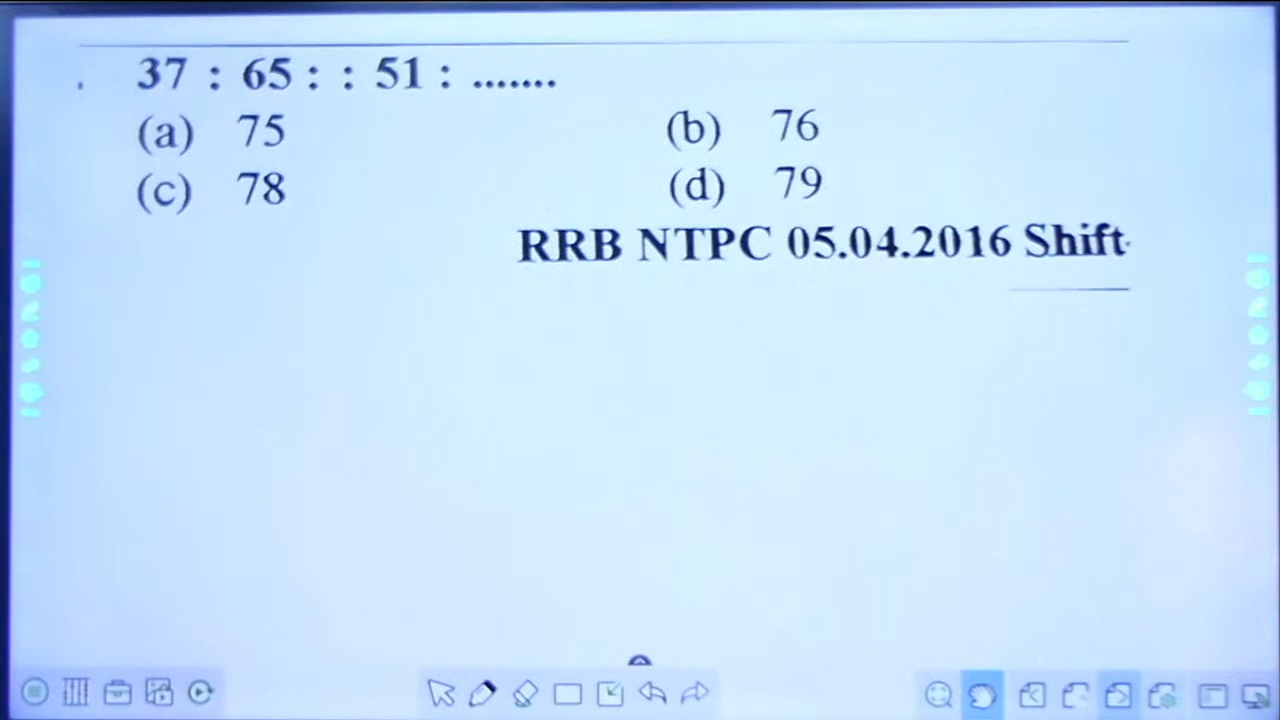 . 37 : 65 : : 51 : .......
(a) 75 (b) 76
(c) 78 (d) 79
RRB NTPC 05.04.2016 Shift